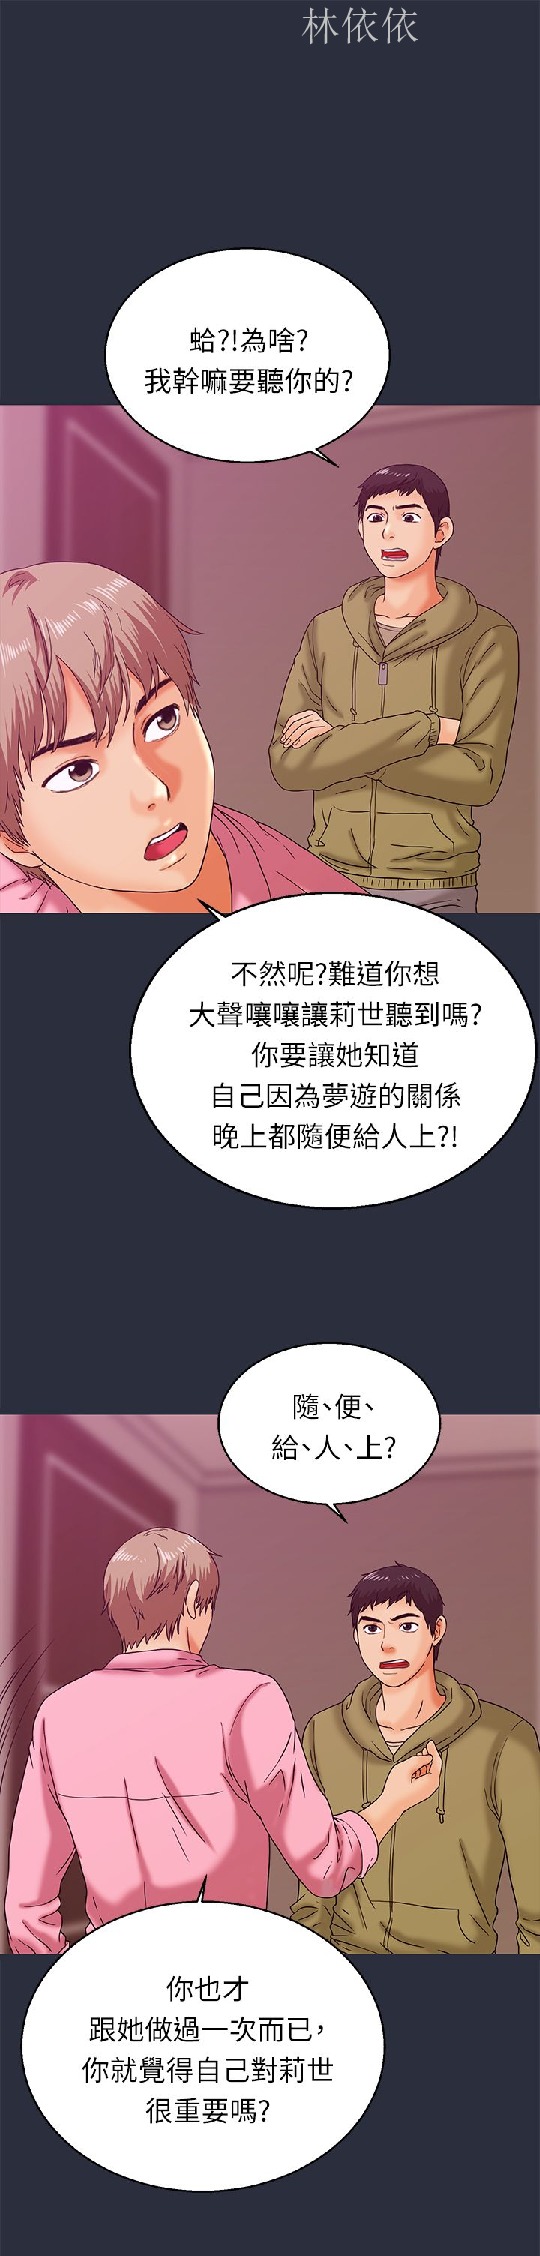 林依依
蛤?!為啥?
我幹嘛要聽你的?
不然呢?難道你想
大聲嚷嚷讓莉世聽到嗎?
你要讓她知道
自己因為夢遊的關係
晚上都隨便給人上?!
隨、便、
給、人、上?
你也才
跟她做過一次而已,
你就覺得自己對莉世
很重要嗎?